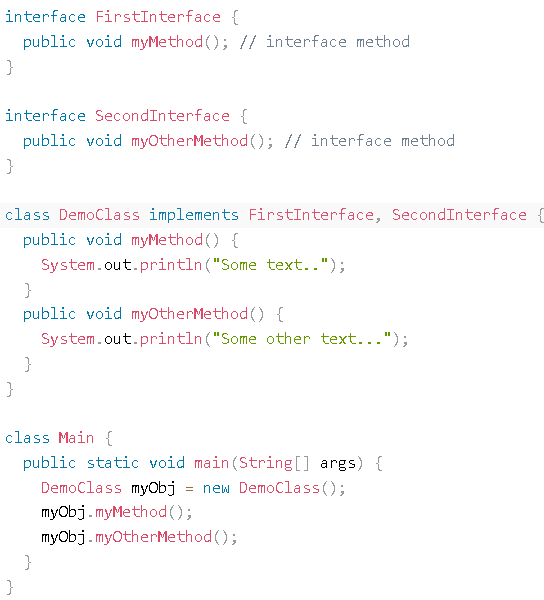 interface FirstInterface {
  public void myMethod(); // interface method
}

interface SecondInterface {
  public void myOtherMethod(); // interface method
}

class DemoClass implements FirstInterface, SecondInterface {
  public void myMethod() {
    System.out.println("Some text..");
  }
  public void myOtherMethod() {
    System.out.println("Some other text...");
  }
}

class Main {
  public static void main(String[] args) {
    DemoClass myObj = new DemoClass();
    myObj.myMethod();
    myObj.myOtherMethod();
  }
}